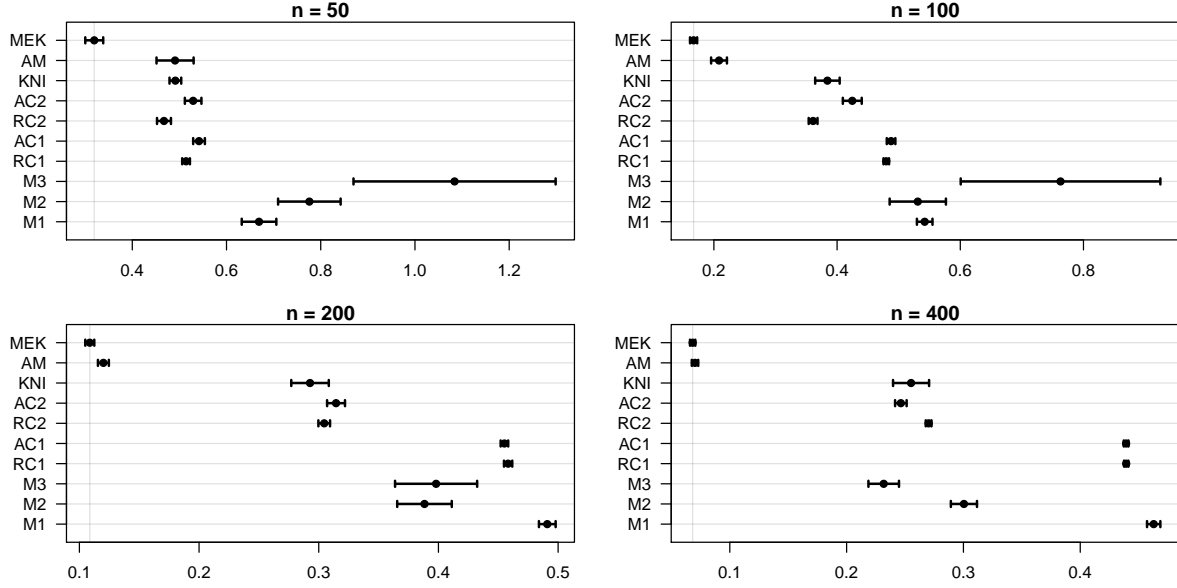 n = 50
MEK
AM
KNI
AC2
RC2
AC1
RC1
M3
M2
M1
0.4 0.6 0.8 1.0 1.2
n = 100
MEK
AM
KNI
AC2
RC2
AC1
RC1
M3
M2
M1
0.2 0.4 0.6 0.8
n = 200
MEK
AM
KNI
AC2
RC2
AC1
RC1
M3
M2
M1
0.1 0.2 0.3 0.4 0.5
n = 400
MEK
AM
KNI
AC2
RC2
AC1
RC1
M3
M2
M1
0.1 0.2 0.3 0.4